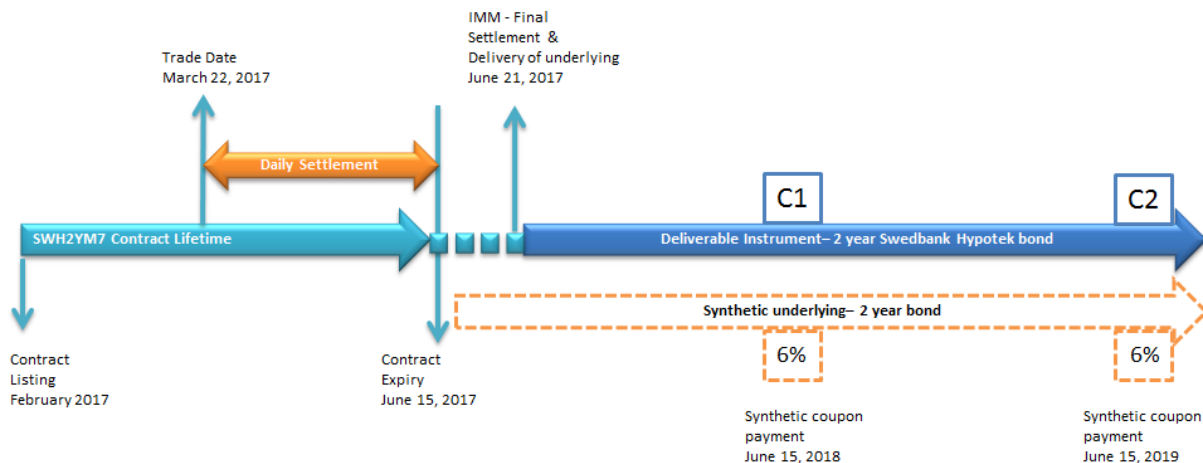 IMM - Final
Settlement  &
Delivery of underlying
June 21, 2017
Trade Date
March 22, 2017
Daily Settlement
C1
C2
SWH2YM7 Contract Lifetime
Deliverable Instrument– 2 year Swedbank Hypotek bond
Synthetic underlying– 2 year bond
6%
6%
Contract
Listing
February 2017
Contract
Expiry
June 15, 2017
Synthetic coupon
payment
June 15, 2018
Synthetic coupon
payment
June 15, 2019